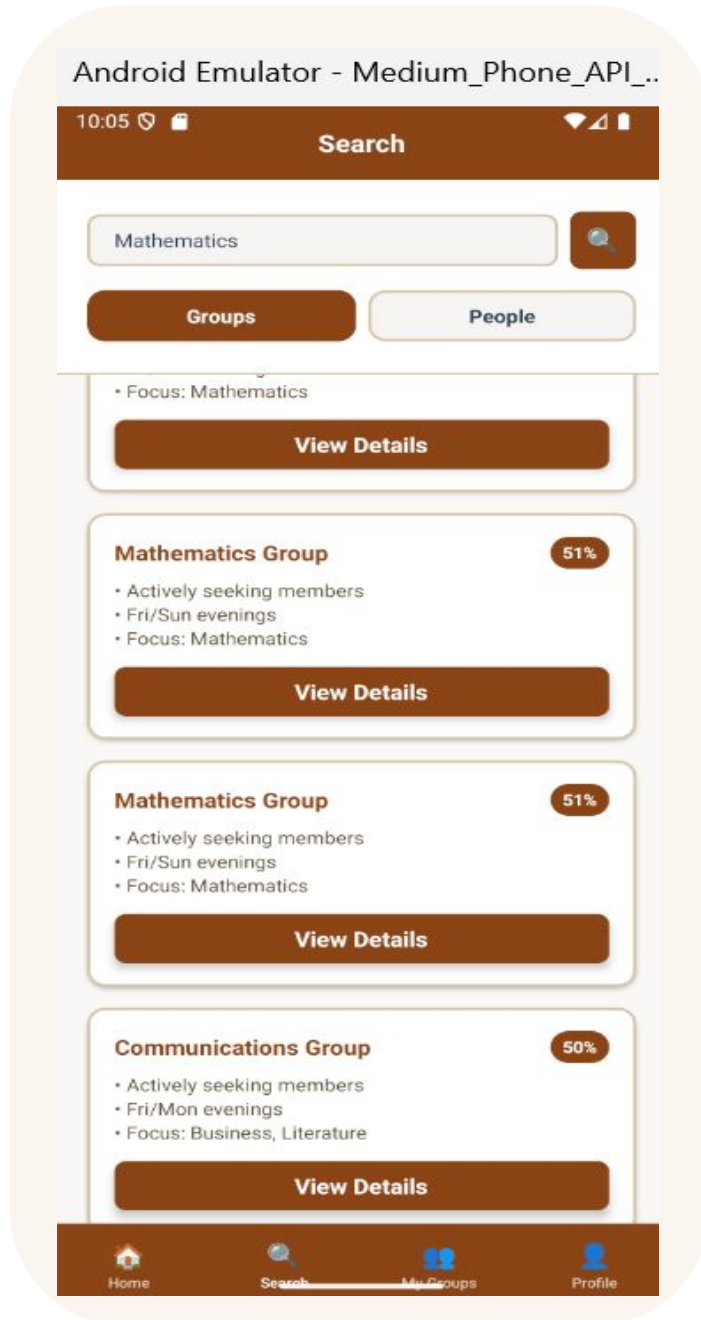 Android Emulator - Medium_Phone_API_..
10:05
Search
Mathematics
Groups People
• Focus: Mathematics
View Details
Mathematics Group 51%
• Actively seeking members
• Fri/Sun evenings
• Focus: Mathematics
View Details
Mathematics Group 51%
• Actively seeking members
• Fri/Sun evenings
• Focus: Mathematics
View Details
Communications Group 50%
• Actively seeking members
• Fri/Mon evenings
• Focus: Business, Literature
View Details
Home Search My Groups Profile